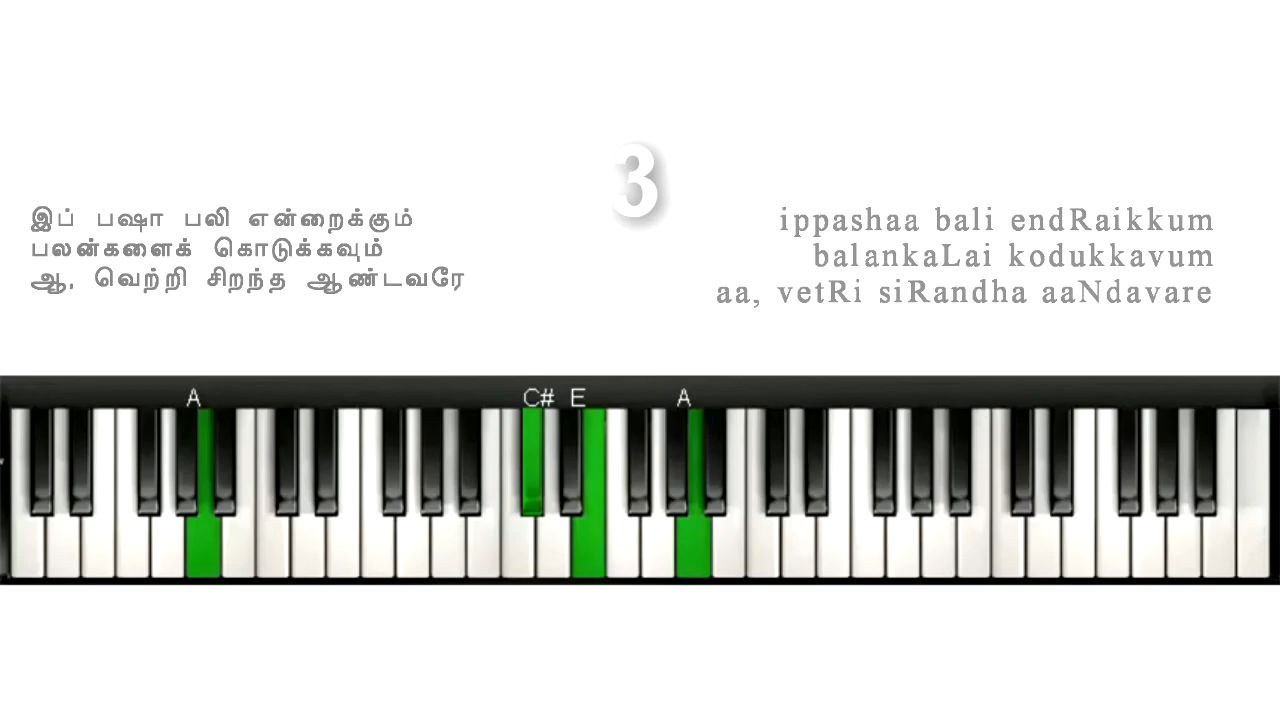 3
இப் பஷா பலி என்றைக்கும்
பலன்களைக் கொடுக்கவும்
ஆ, வெற்றி சிறந்த ஆண்டவரே
ippashaa bali endRaikkum
balankaLai kodukkavum
aa, vetRi siRandha aaNdavare
A C# E A